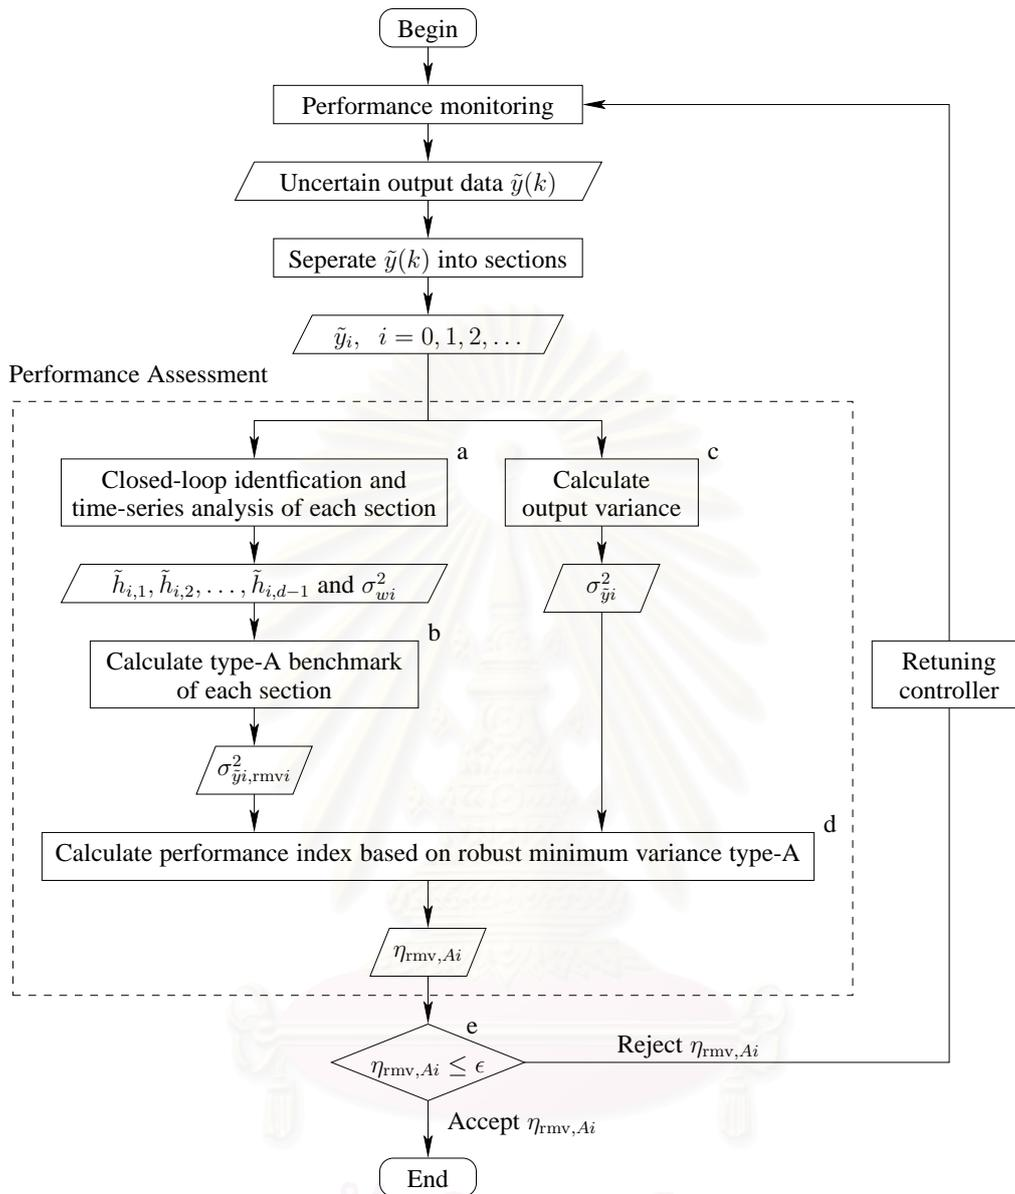 Begin
Performance monitoring
Uncertain output data ỹ(k)
Seperate ỹ(k) into sections
ỹ_i, i = 0, 1, 2, . . .
Performance Assessment
a
Closed-loop identfication and
time-series analysis of each section
c
Calculate
output variance
h̃_{i,1}, h̃_{i,2}, . . . , h̃_{i,d−1} and σ²_{wi}
σ²_{ỹi}
b
Calculate type-A benchmark
of each section
Retuning
controller
σ²_{ỹi,rmvi}
d
Calculate performance index based on robust minimum variance type-A
η_{rmv,Ai}
e
η_{rmv,Ai} ≤ ϵ
Reject η_{rmv,Ai}
Accept η_{rmv,Ai}
End